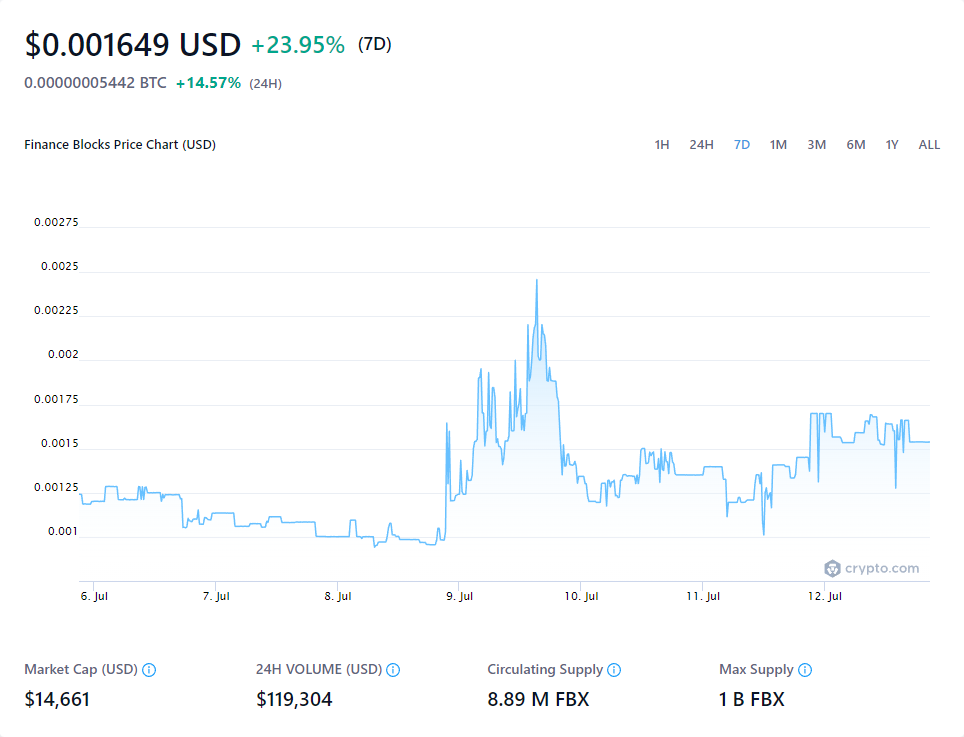 $0.001649 USD +23.95% (7D)
0.00000005442 BTC +14.57% (24H)
Finance Blocks Price Chart (USD)
1H 24H 7D 1M 3M 6M 1Y ALL
0.00275
0.0025
0.00225
0.002
0.00175
0.0015
0.00125
0.001
crypto.com
6. Jul 7. Jul 8. Jul 9. Jul 10. Jul 11. Jul 12. Jul
Market Cap (USD) 24H VOLUME (USD) Circulating Supply Max Supply
$14,661 $119,304 8.89 M FBX 1 B FBX